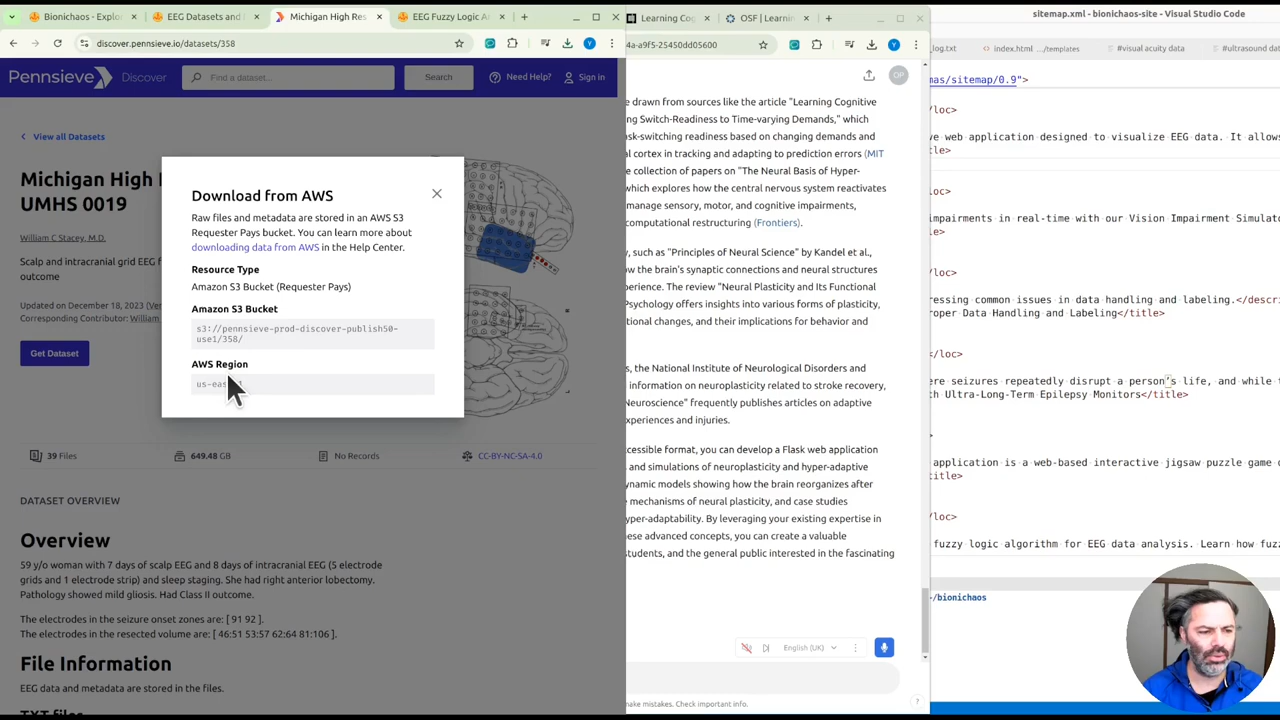 Bionichaos - Explor
EEG Datasets and
Michigan High Res
EEG Fuzzy Logic A
discover.pennsieve.io/datasets/358
Pennsieve Discover
Find a dataset...
Search
Need Help?
Sign in
View all Datasets
Michigan High
UMHS 0019
William C Stacey, M.D.
Scalp and intracranial grid EEG
outcome
Updated on December 18, 2023
Corresponding Contributor: William
Get Dataset
Download from AWS
Raw files and metadata are stored in an AWS S3
Requester Pays bucket. You can learn more about
downloading data from AWS in the Help Center.
Resource Type
Amazon S3 Bucket (Requester Pays)
Amazon S3 Bucket
s3://pennsieve-prod-discover-publish50-
use1/358/
AWS Region
39 Files
649.48 GB
No Records
CC-BY-NC-SA-4.0
DATASET OVERVIEW
Overview
59 y/o woman with 7 days of scalp EEG and 8 days of intracranial EEG (5 electrode
grids and 1 electrode strip) and sleep staging. She had right anterior lobectomy.
Pathology showed mild gliosis. Had Class II outcome.
The electrodes in the seizure onset zones are: [ 91 92 ].
The electrodes in the resected volume are: [ 46:51 53:57 62:64 81:106 ].
File Information
EEG data and metadata are stored in the files.
TXT files
Learning Cog
OSF | Learnin
4a-a9f5-25450dd05600
OP
e drawn from sources like the article "Learning Cognitive
ng Switch-Readiness to Time-varying Demands," which
ask-switching readiness based on changing demands and
al cortex in tracking and adapting to prediction errors (MIT
e collection of papers on "The Neural Basis of Hyper-
which explores how the central nervous system reactivates
manage sensory, motor, and cognitive impairments,
computational restructuring (Frontiers).
y, such as "Principles of Neural Science" by Kandel et al.,
ow the brain's synaptic connections and neural structures
perience. The review "Neural Plasticity and Its Functional
Psychology offers insights into various forms of plasticity,
tional changes, and their implications for behavior and
s, the National Institute of Neurological Disorders and
information on neuroplasticity related to stroke recovery,
Neuroscience" frequently publishes articles on adaptive
xperiences and injuries.
ccessible format, you can develop a Flask web application
and simulations of neuroplasticity and hyper-adaptive
ynamic models showing how the brain reorganizes after
e mechanisms of neural plasticity, and case studies
yper-adaptability. By leveraging your existing expertise in
hese advanced concepts, you can create a valuable
students, and the general public interested in the fascinating
English (UK)
make mistakes. Check important info.
?
sitemap.xml - bionichaos-site - Visual Studio Code
_log.txt
index.html .../templates
#visual acuity data
#ultrasound dat
mas/sitemap/0.9">
/loc>
ve web application designed to visualize EEG data. It allows
tle>
loc>
impairments in real-time with our Vision Impairment Simulato
tle>
ressing common issues in data handling and labeling.</descri
roper Data Handling and Labeling</title>
</loc>
ere seizures repeatedly disrupt a person's life, and while t
th Ultra-Long-Term Epilepsy Monitors</title>
>
application is a web-based interactive jigsaw puzzle game d
title>
/loc>
fuzzy logic algorithm for EEG data analysis. Learn how fuzz
~/bionichaos